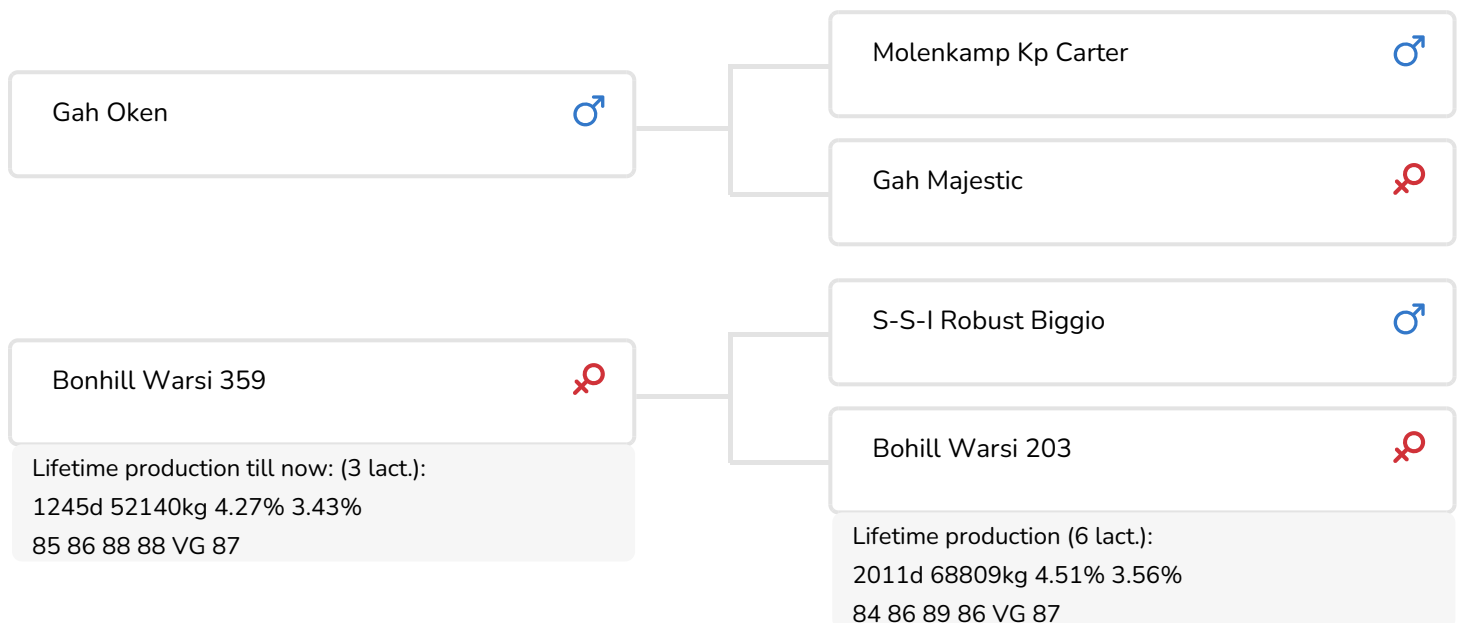 Gah Oken
Molenkamp Kp Carter
Gah Majestic
Bonhill Warsi 359
Lifetime production till now: (3 lact.):
1245d 52140kg 4.27% 3.43%
85 86 88 88 VG 87
S-S-I Robust Biggio
Bohill Warsi 203
Lifetime production (6 lact.):
2011d 68809kg 4.51% 3.56%
84 86 89 86 VG 87